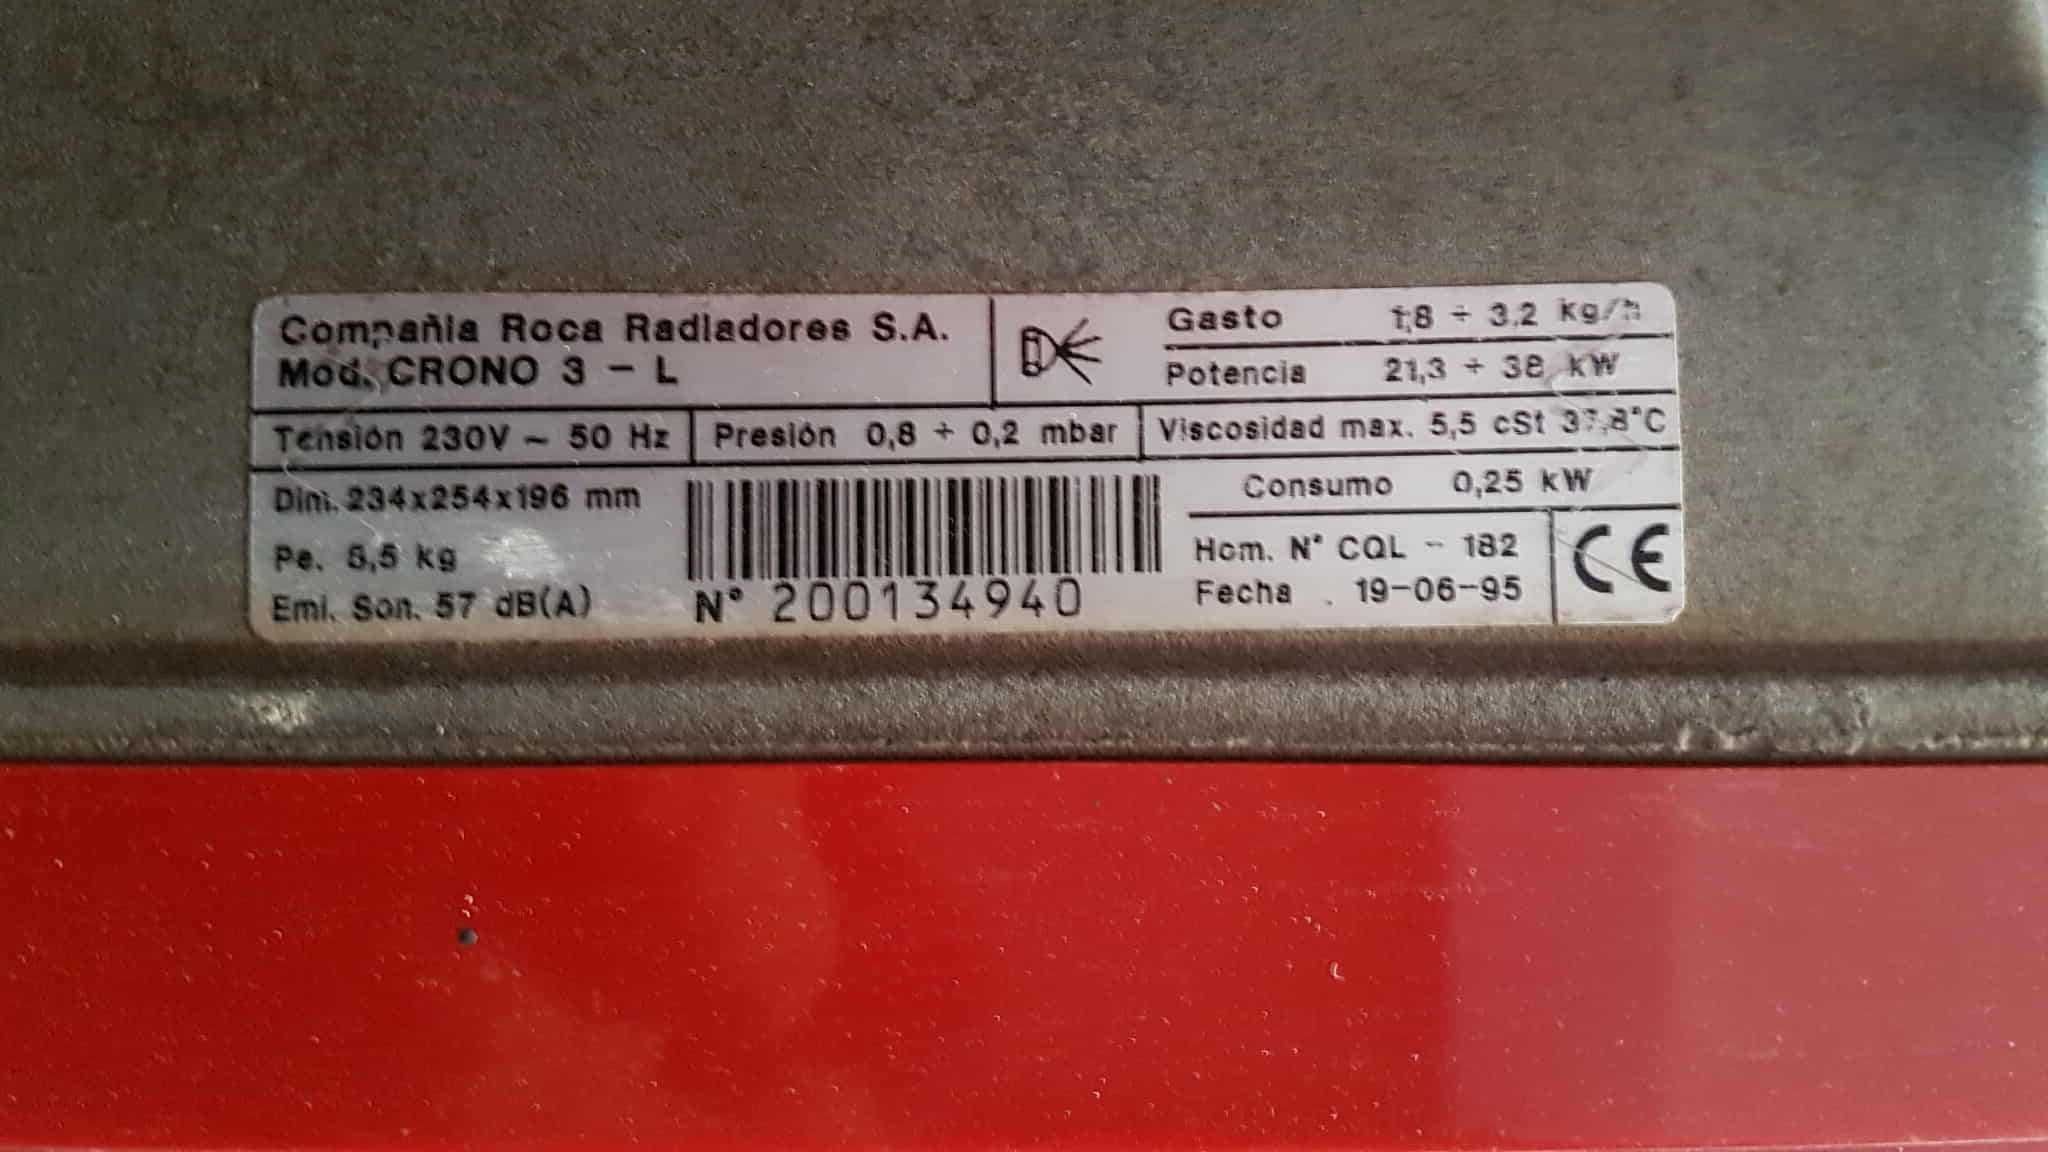 Compañia Roca Radiadores S.A.
Mod. CRONO 3 - L
Gasto 1,8 ÷ 3,2 kg/h
Potencia 21,3 ÷ 38 kW
Tensión 230V ~ 50 Hz
Presión 0,8 ÷ 0,2 mbar
Viscosidad max. 5,5 cSt 37,8°C
Dim. 234x254x196 mm
Pe. kg
Emi. Son. 57 dB(A)
N° 200134940
Consumo 0,25 kW
Hom. N° CQL - 182
Fecha . 19-06-95
CE